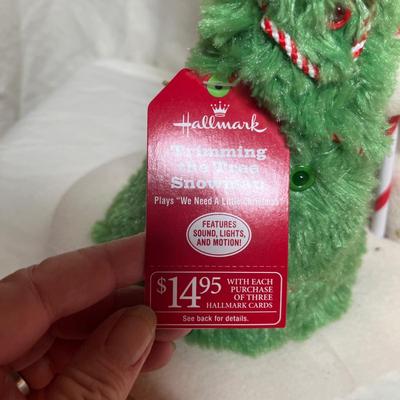 Hallmark
Trimming
the Tree
Snowman
Plays "We Need A Little Christmas"
FEATURES
SOUND, LIGHTS,
AND MOTION!
$14.95 WITH EACH
PURCHASE
OF THREE
HALLMARK CARDS
See back for details.